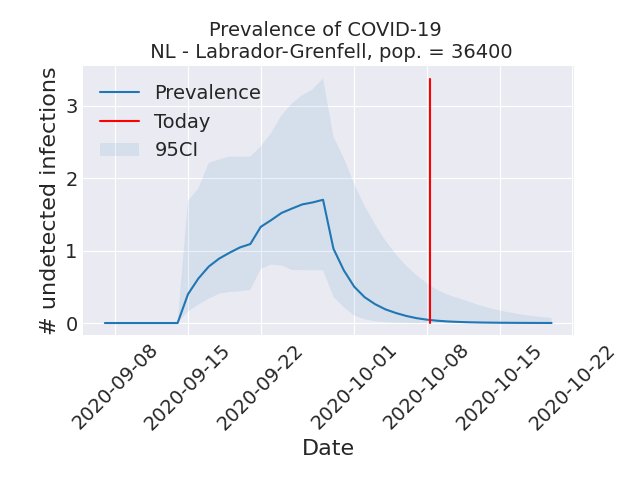 Prevalence of COVID-19
NL - Labrador-Grenfell, pop. = 36400
# undetected infections
3
2
1
0
Prevalence
Today
95CI
2020-09-08
2020-09-15
2020-09-22
2020-10-01
2020-10-08
2020-10-15
2020-10-22
Date